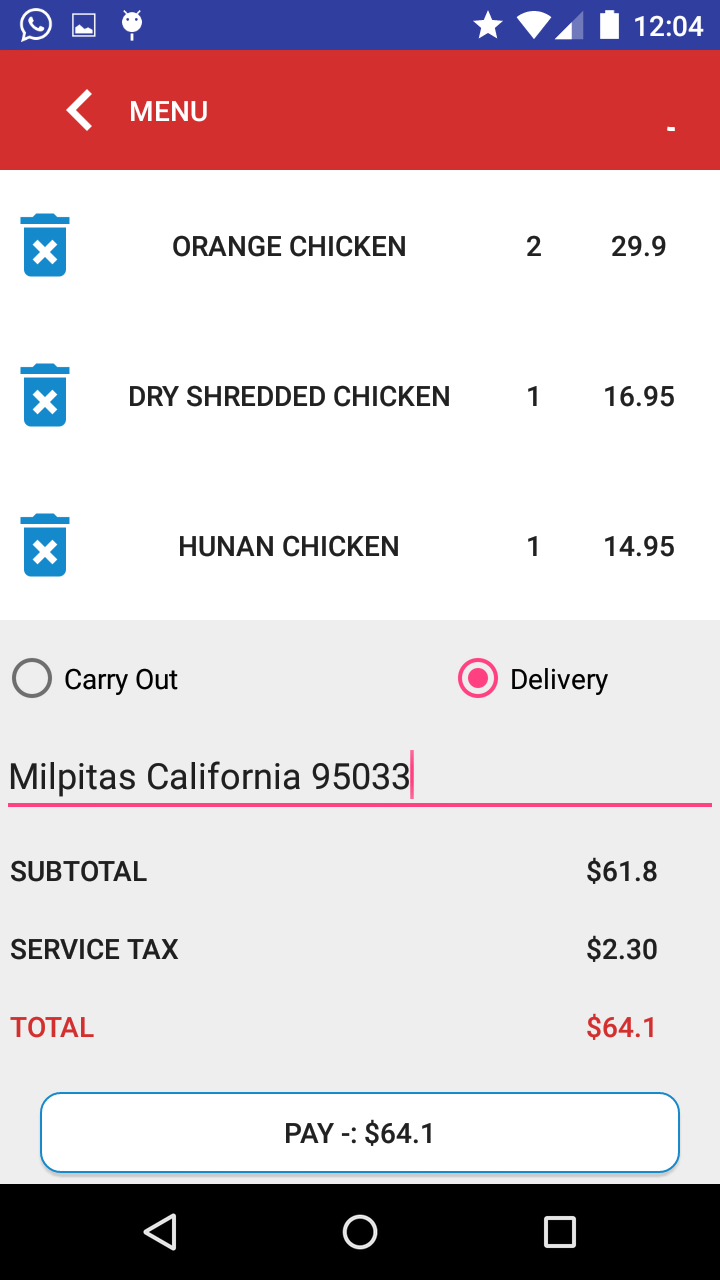 12:04
MENU -
ORANGE CHICKEN 2 29.9
DRY SHREDDED CHICKEN 1 16.95
HUNAN CHICKEN 1 14.95
Carry Out Delivery
Milpitas California 95033
SUBTOTAL $61.8
SERVICE TAX $2.30
TOTAL $64.1
PAY -: $64.1